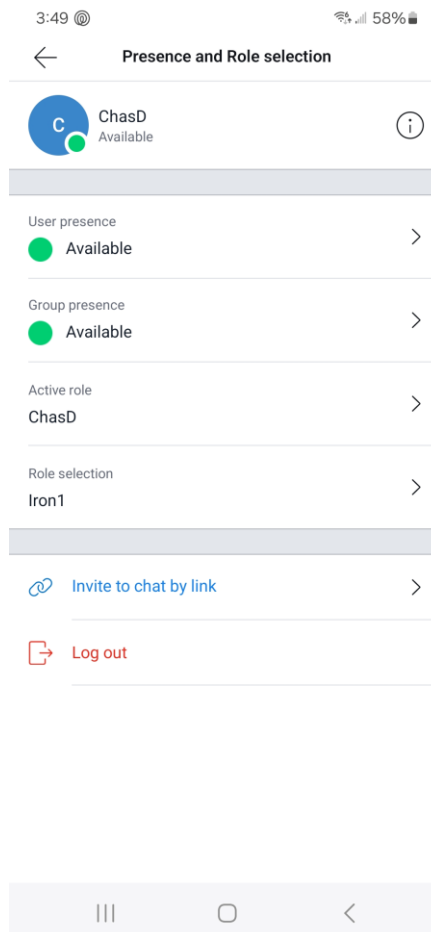 3:49 58%
Presence and Role selection
C
ChasD
Available
User presence
Available
Group presence
Available
Active role
ChasD
Role selection
Iron1
Invite to chat by link
Log out